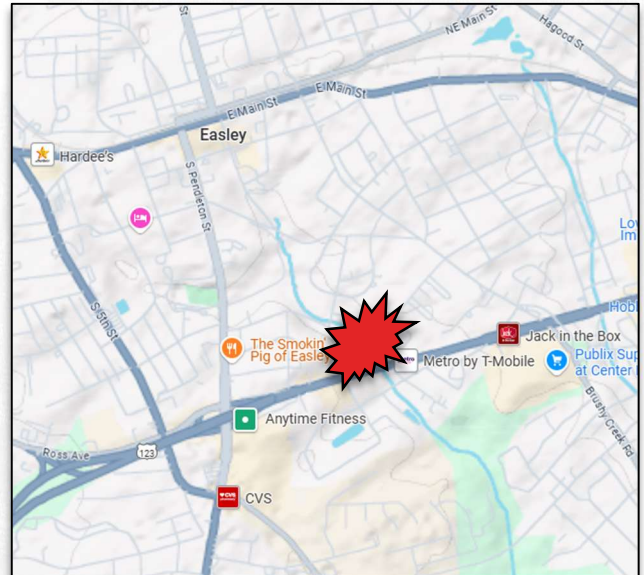 St
NE Main St
Hagood St
E Main St
E Main St
Easley
Hardee's
S Pendleton St
S 5th St
Jack in the Box
The Smokin'
Pig of Easley
Metro by T-Mobile
Publix Sup
at Center
Anytime Fitness
Brushy Creek Rd
Ross Ave
123
CVS